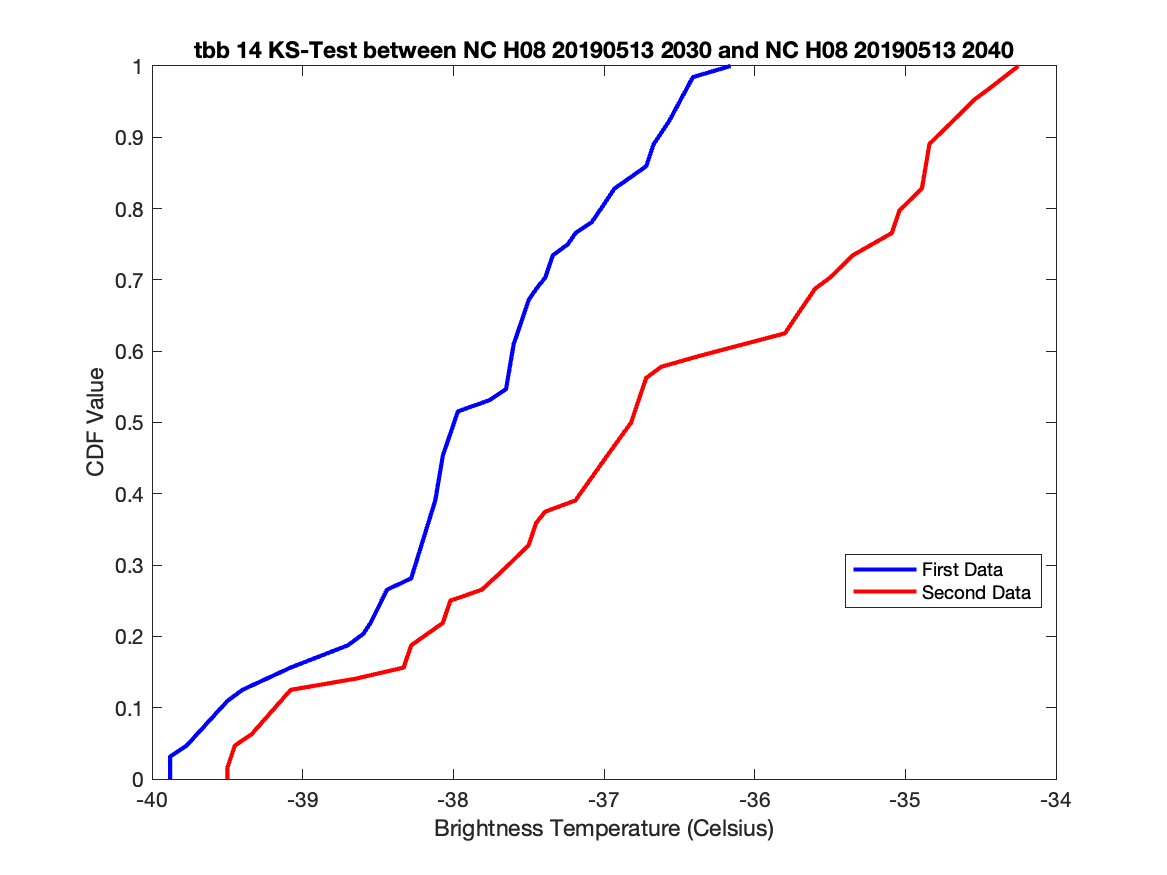 tbb 14 KS-Test between NC H08 20190513 2030 and NC H08 20190513 2040
1
0.9
0.8
0.7
0.6
0.5
0.4
0.3
0.2
0.1
0
CDF Value
First Data
Second Data
-40 -39 -38 -37 -36 -35 -34
Brightness Temperature (Celsius)